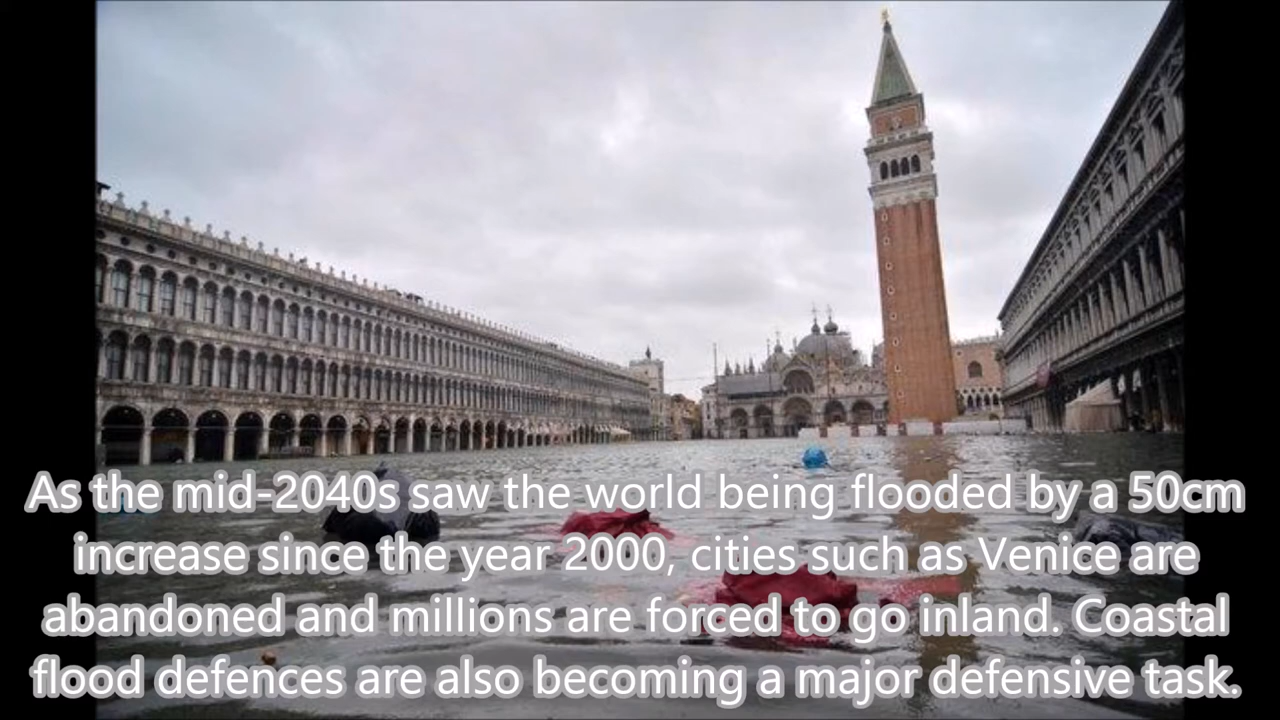 As the mid-2040s saw the world being flooded by a 50cm
increase since the year 2000, cities such as Venice are
abandoned and millions are forced to go inland. Coastal
flood defences are also becoming a major defensive task.